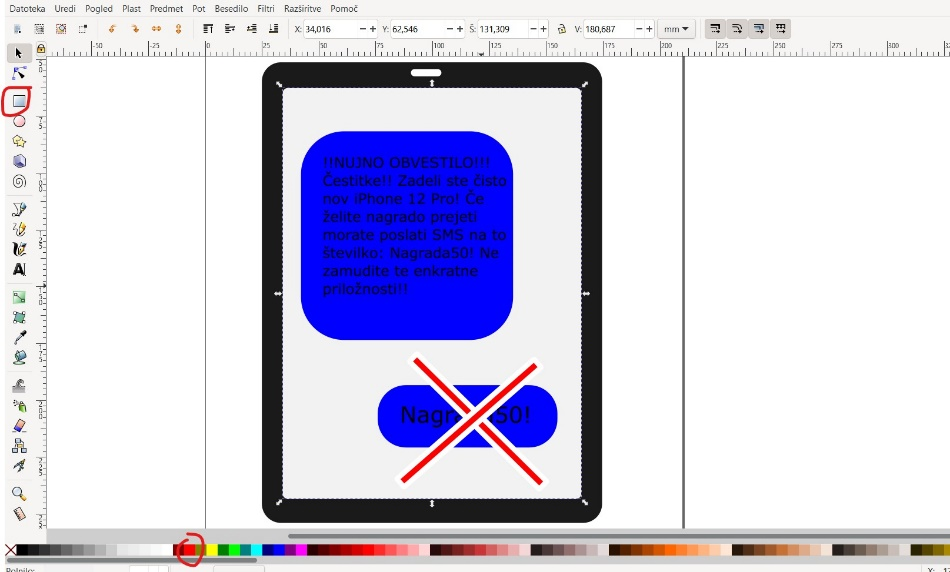 Datoteka Uredi Pogled Plast Predmet Pot Besedilo Filtri Razširitve Pomoč
X: 34,016 − + Y: 62,546 − + Š: 131,309 − + V: 180,687 − + mm
-50 -25 0 25 50 75 100 125 150 175 200 225 250 275 300
!!NUJNO OBVESTILO!!!
Čestitke!! Zadeli ste čisto
nov iPhone 12 Pro! Če
želite nagrado prejeti
morate poslati SMS na to
številko: Nagrada50! Ne
zamudite te enkratne
priložnosti!!
Nagrada50!